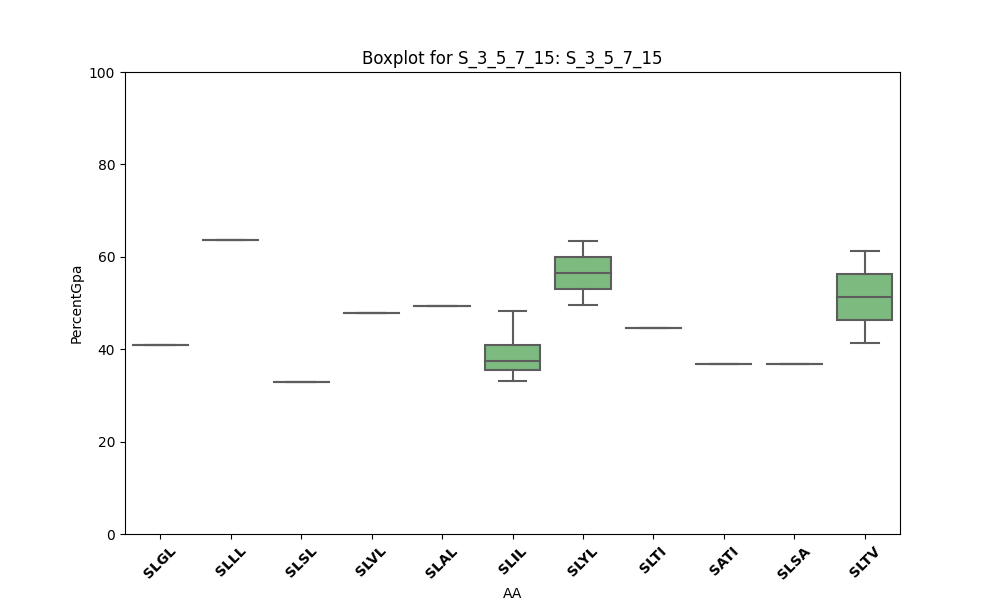 Boxplot for S_3_5_7_15: S_3_5_7_15
100
80
60
40
20
0
PercentGpa
SLGL
SLLL
SLSL
SLVL
SLAL
SLIL
SLYL
SLTI
SATI
SLSA
SLTV
AA